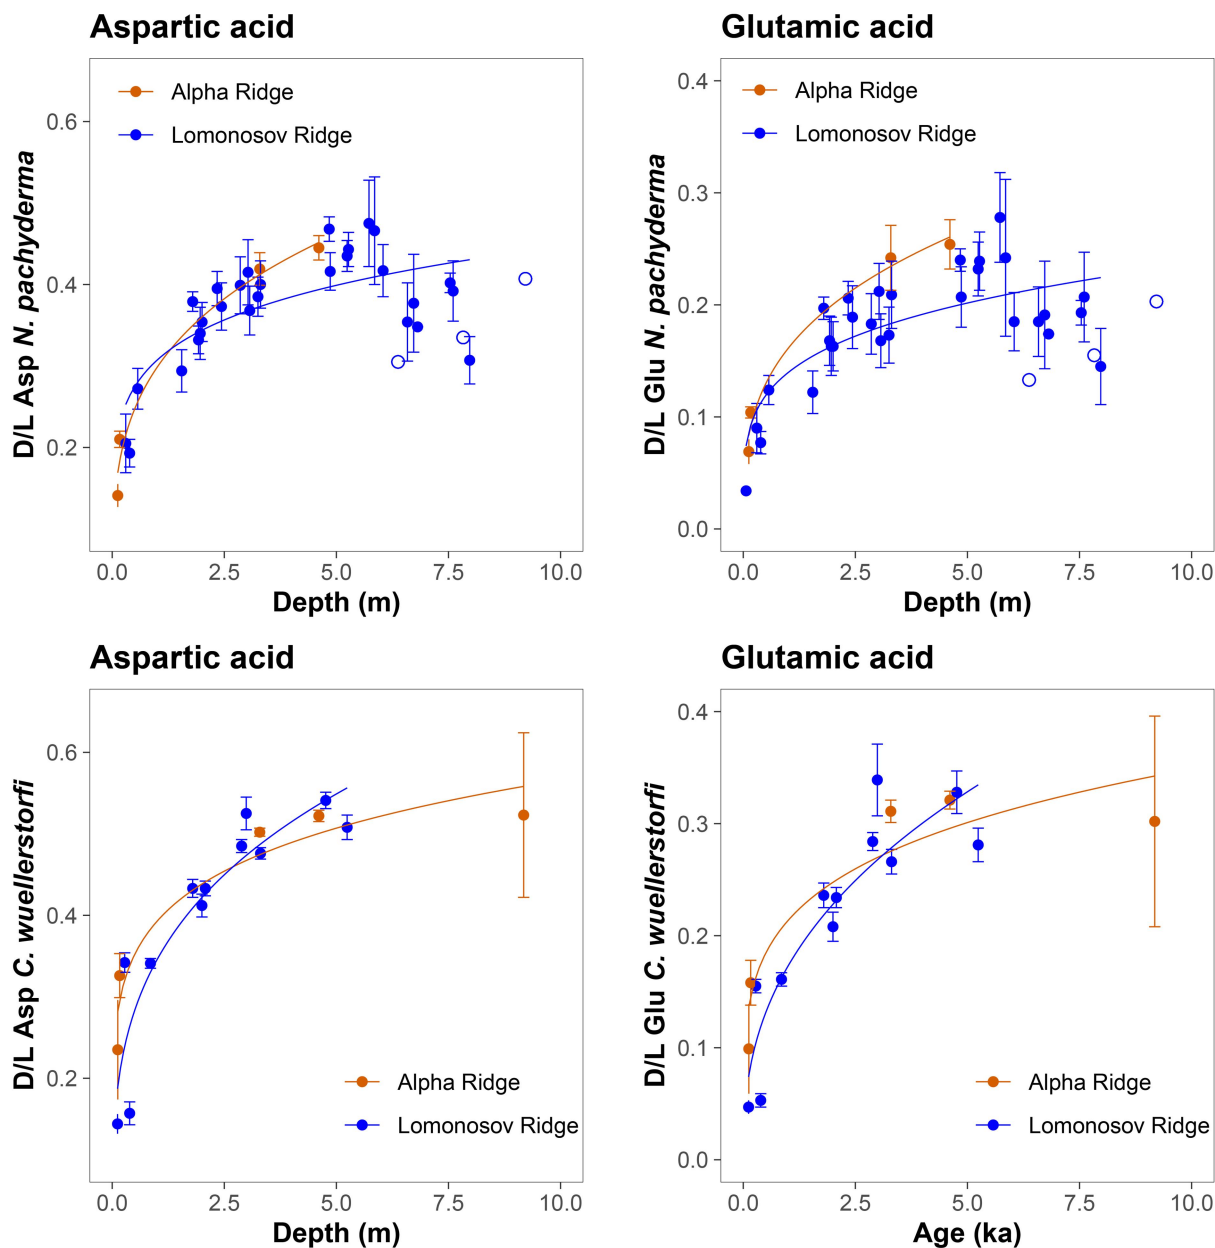 Aspartic acid
Alpha Ridge
Lomonosov Ridge
D/L Asp N. pachyderma
0.6
0.4
0.2
0.0 2.5 5.0 7.5 10.0
Depth (m)
Glutamic acid
Alpha Ridge
Lomonosov Ridge
D/L Glu N. pachyderma
0.4
0.3
0.2
0.1
0.0
0.0 2.5 5.0 7.5 10.0
Depth (m)
Aspartic acid
D/L Asp C. wuellerstorfi
0.6
0.4
0.2
Alpha Ridge
Lomonosov Ridge
0.0 2.5 5.0 7.5 10.0
Depth (m)
Glutamic acid
D/L Glu C. wuellerstorfi
0.4
0.3
0.2
0.1
0.0
Alpha Ridge
Lomonosov Ridge
0.0 2.5 5.0 7.5 10.0
Age (ka)